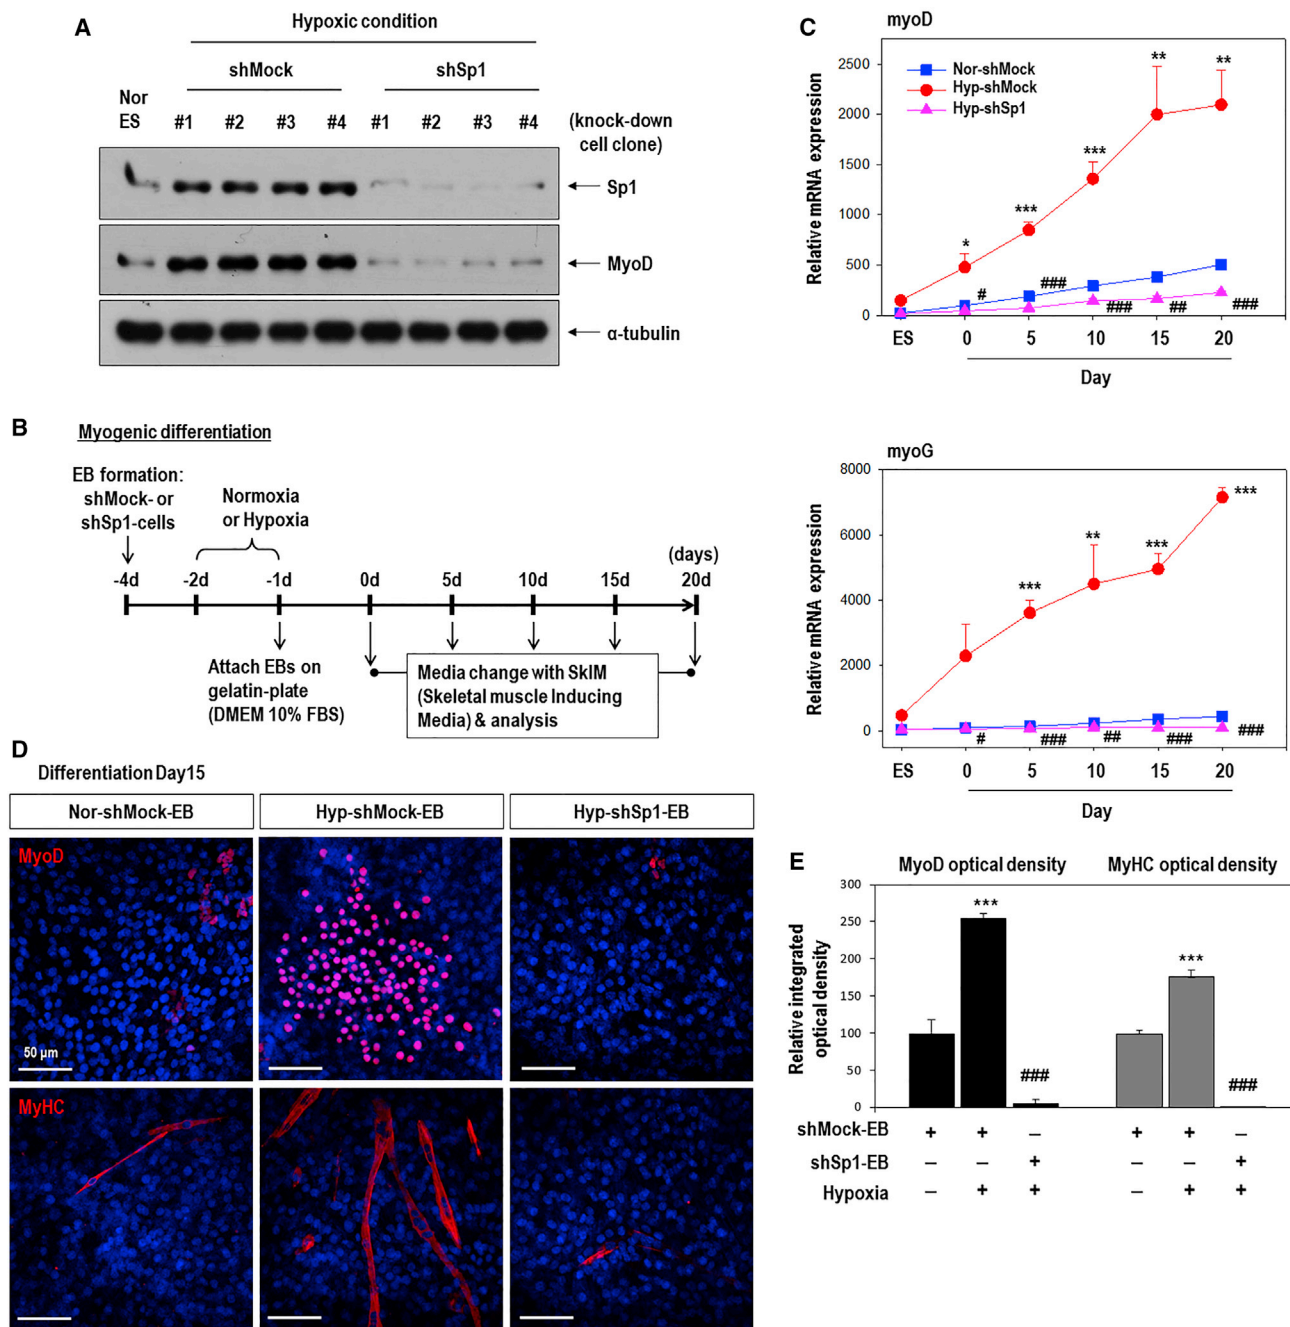 A
Hypoxic condition
shMock
shSp1
Nor
ES
#1 #2 #3 #4 #1 #2 #3 #4
(knock-down
cell clone)
Sp1
MyoD
α-tubulin
B
Myogenic differentiation
EB formation:
shMock- or
shSp1-cells
Normoxia
or Hypoxia
(days)
-4d -2d -1d 0d 5d 10d 15d 20d
Attach EBs on
gelatin-plate
(DMEM 10% FBS)
Media change with SkIM
(Skeletal muscle Inducing
Media) & analysis
C
myoD
Relative mRNA expression
2500
2000
1500
1000
500
0
Nor-shMock
Hyp-shMock
Hyp-shSp1
* *** *** ** **
# ### ### ## ###
ES 0 5 10 15 20
Day
myoG
Relative mRNA expression
8000
6000
4000
2000
0
*** ** *** ***
# ### ## ### ###
ES 0 5 10 15 20
Day
D
Differentiation Day15
Nor-shMock-EB
Hyp-shMock-EB
Hyp-shSp1-EB
MyoD
50 µm
MyHC
E
MyoD optical density
MyHC optical density
Relative integrated
optical density
300
250
200
150
100
50
0
*** ###
*** ###
shMock-EB + + – + + –
shSp1-EB – – + – – +
Hypoxia – + + – + +